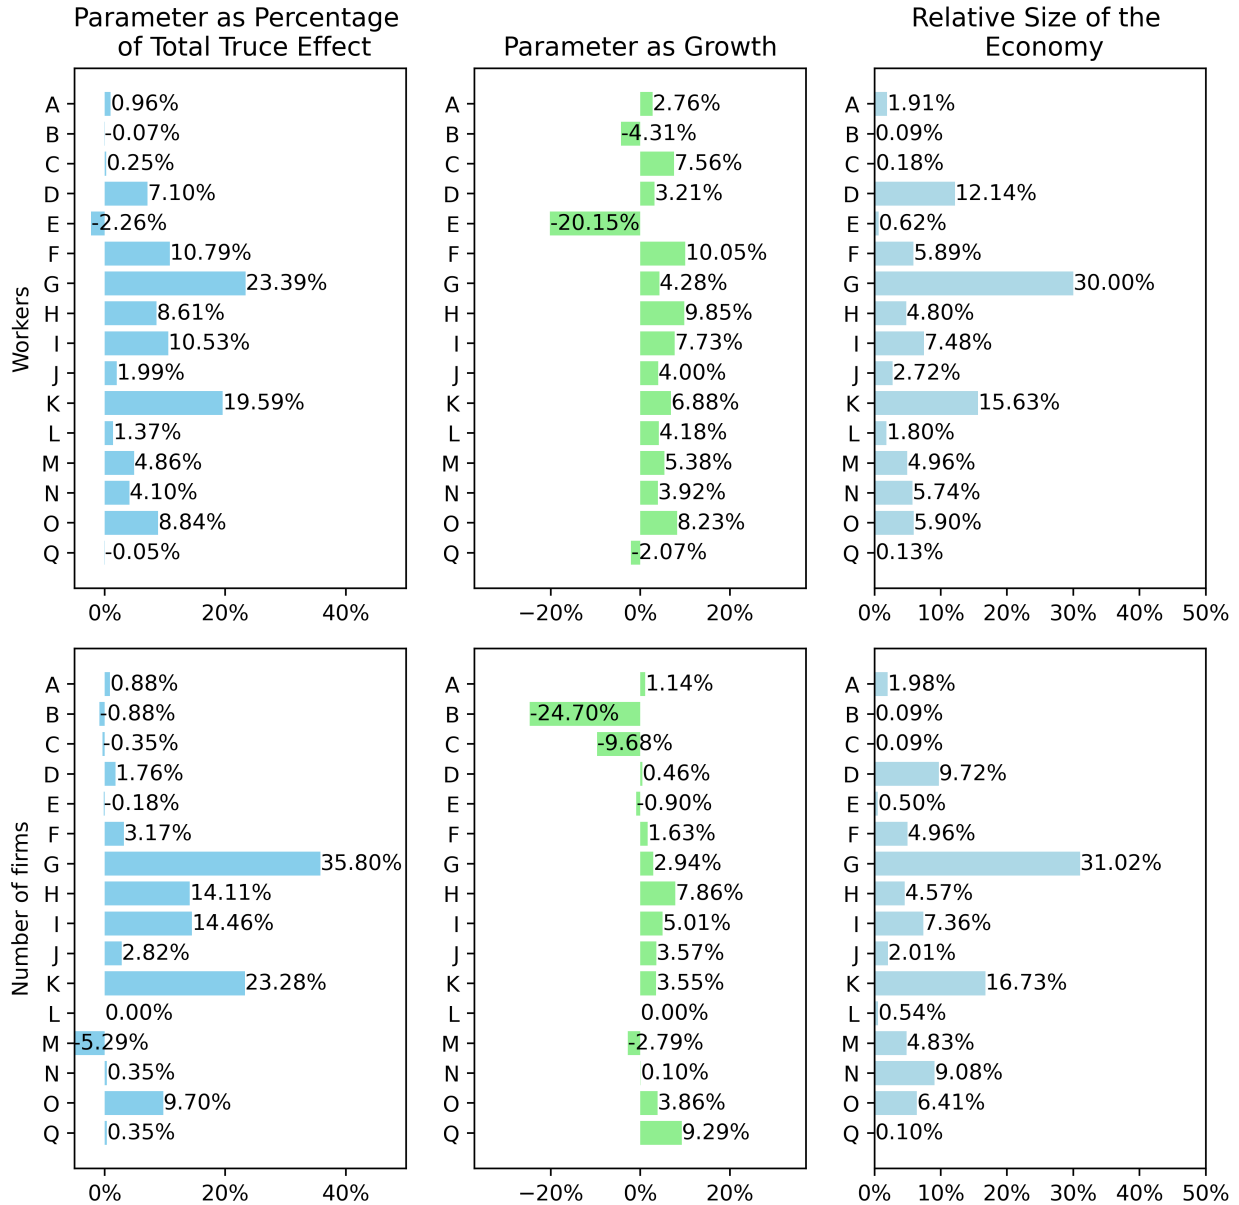 Parameter as Percentage
of Total Truce Effect
Parameter as Growth
Relative Size of the
Economy
Workers
A 0.96%
B -0.07%
C 0.25%
D 7.10%
E -2.26%
F 10.79%
G 23.39%
H 8.61%
I 10.53%
J 1.99%
K 19.59%
L 1.37%
M 4.86%
N 4.10%
O 8.84%
Q -0.05%
0% 20% 40%
A 2.76%
B -4.31%
C 7.56%
D 3.21%
E -20.15%
F 10.05%
G 4.28%
H 9.85%
I 7.73%
J 4.00%
K 6.88%
L 4.18%
M 5.38%
N 3.92%
O 8.23%
Q -2.07%
−20% 0% 20%
A 1.91%
B 0.09%
C 0.18%
D 12.14%
E 0.62%
F 5.89%
G 30.00%
H 4.80%
I 7.48%
J 2.72%
K 15.63%
L 1.80%
M 4.96%
N 5.74%
O 5.90%
Q 0.13%
0% 10% 20% 30% 40% 50%
Number of firms
A 0.88%
B -0.88%
C -0.35%
D 1.76%
E -0.18%
F 3.17%
G 35.80%
H 14.11%
I 14.46%
J 2.82%
K 23.28%
L 0.00%
M -5.29%
N 0.35%
O 9.70%
Q 0.35%
0% 20% 40%
A 1.14%
B -24.70%
C -9.68%
D 0.46%
E -0.90%
F 1.63%
G 2.94%
H 7.86%
I 5.01%
J 3.57%
K 3.55%
L 0.00%
M -2.79%
N 0.10%
O 3.86%
Q 9.29%
−20% 0% 20%
A 1.98%
B 0.09%
C 0.09%
D 9.72%
E 0.50%
F 4.96%
G 31.02%
H 4.57%
I 7.36%
J 2.01%
K 16.73%
L 0.54%
M 4.83%
N 9.08%
O 6.41%
Q 0.10%
0% 10% 20% 30% 40% 50%